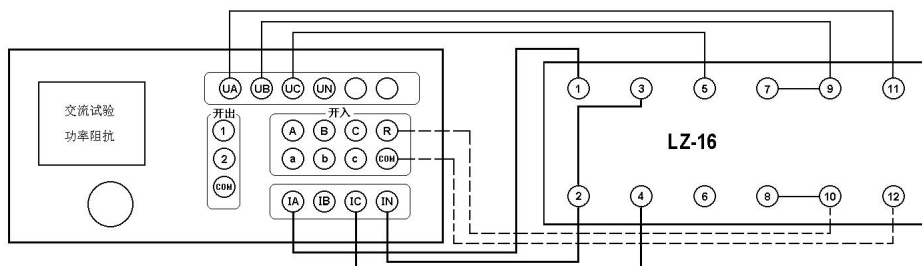 UA UB UC UN
开出 开入
交流试验
功率阻抗
1 A B C R
2 a b c COM
COM
IA IB IC IN
1 3 5 7 9 11
LZ-16
2 4 6 8 10 12